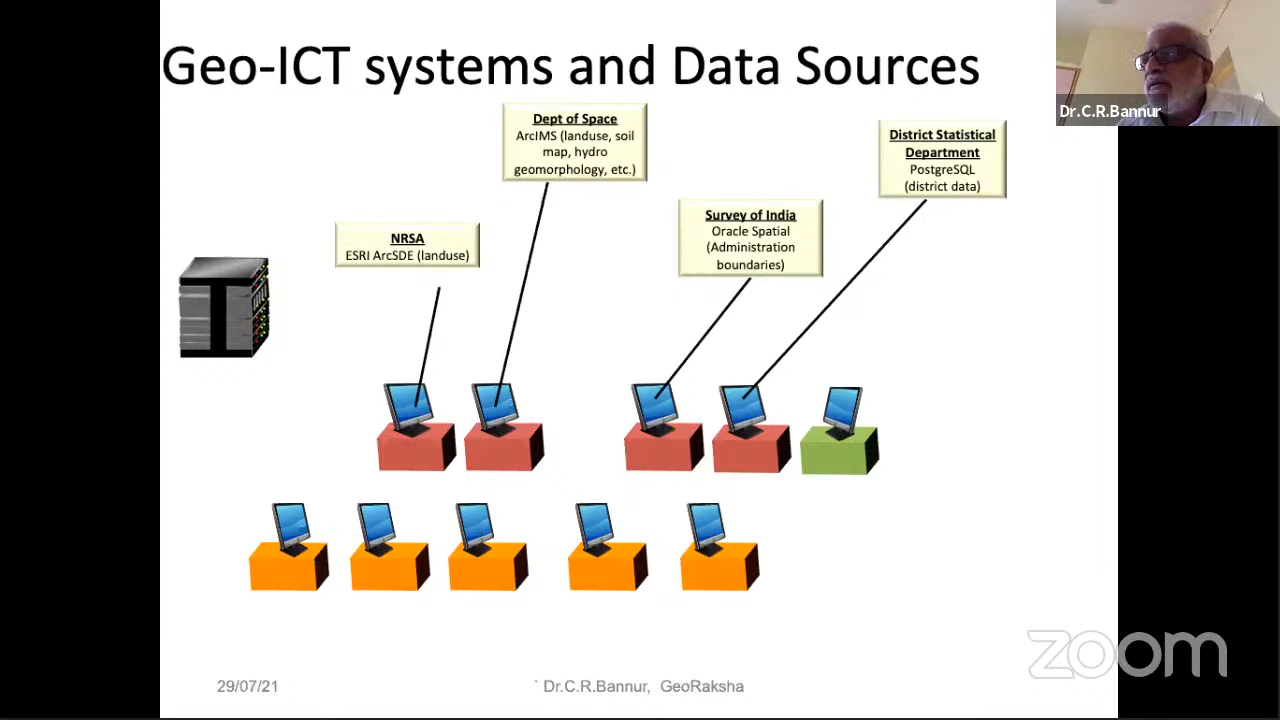 Geo-ICT systems and Data Sources
Dr.C.R.Bannur
Dept of Space
ArcIMS (landuse, soil
map, hydro
geomorphology, etc.)
District Statistical
Department
PostgreSQL
(district data)
Survey of India
Oracle Spatial
(Administration
boundaries)
NRSA
ESRI ArcSDE (landuse)
zoom
29/07/21
` Dr.C.R.Bannur, GeoRaksha